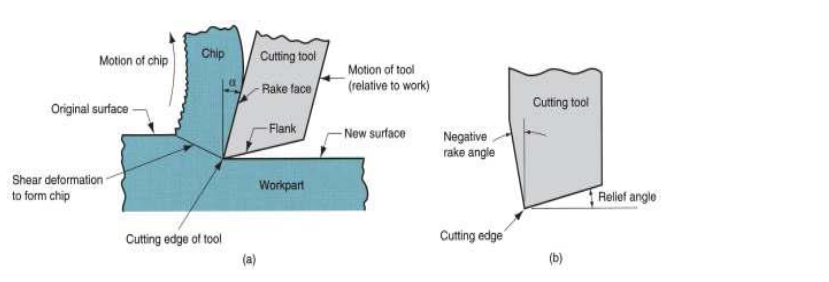 Motion of chip
Chip
Cutting tool
α
Rake face
Motion of tool
(relative to work)
Original surface
Flank
New surface
Shear deformation
to form chip
Workpart
Cutting edge of tool
(a)
Cutting tool
Negative
rake angle
Relief angle
Cutting edge
(b)